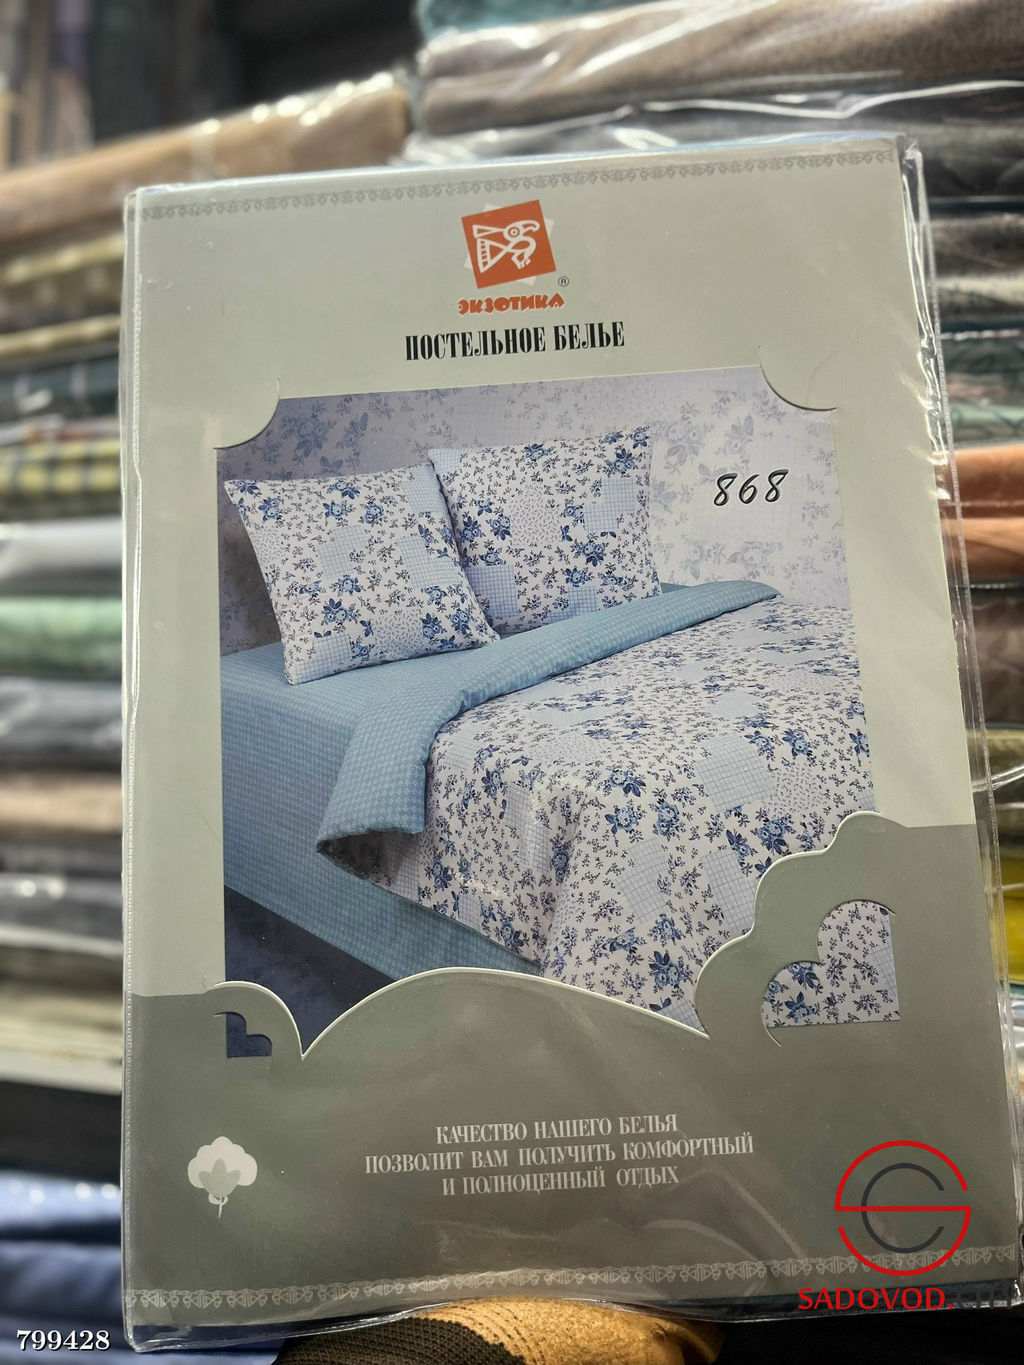 ®
ЭКЗОТИКА
ПОСТЕЛЬНОЕ БЕЛЬЕ
868
КАЧЕСТВО НАШЕГО БЕЛЬЯ
ПОЗВОЛИТ ВАМ ПОЛУЧИТЬ КОМФОРТНЫЙ
И ПОЛНОЦЕННЫЙ ОТДЫХ
SADOVOD.
799428